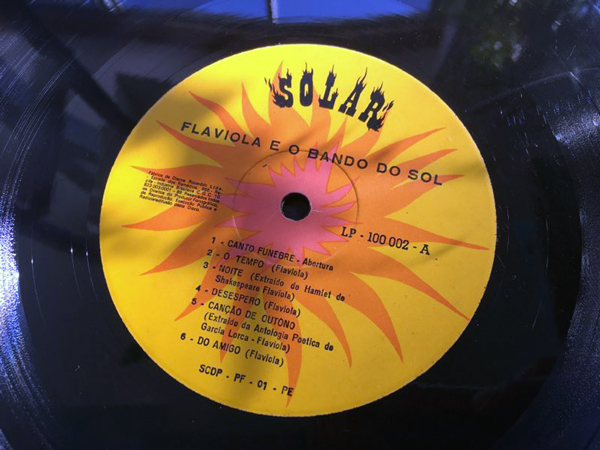 SOLAR
FLAVIOLA E O BANDO DO SOL
LP - 100.002 - A
1 - CANTO FUNEBRE - Abertura
2 - O TEMPO (Flaviola)
3 - NOITE (Extraido de Hamlet de
Shakespeare Flaviola)
4 - DESESPERO (Flaviola)
5 - CANÇÃO DE OUTONO
(Extraida da Antologia Poetica de
Garcia Lorca - Flaviola)
6 - DO AMIGO (Flaviola)
SCDP - PF - 01 - PE